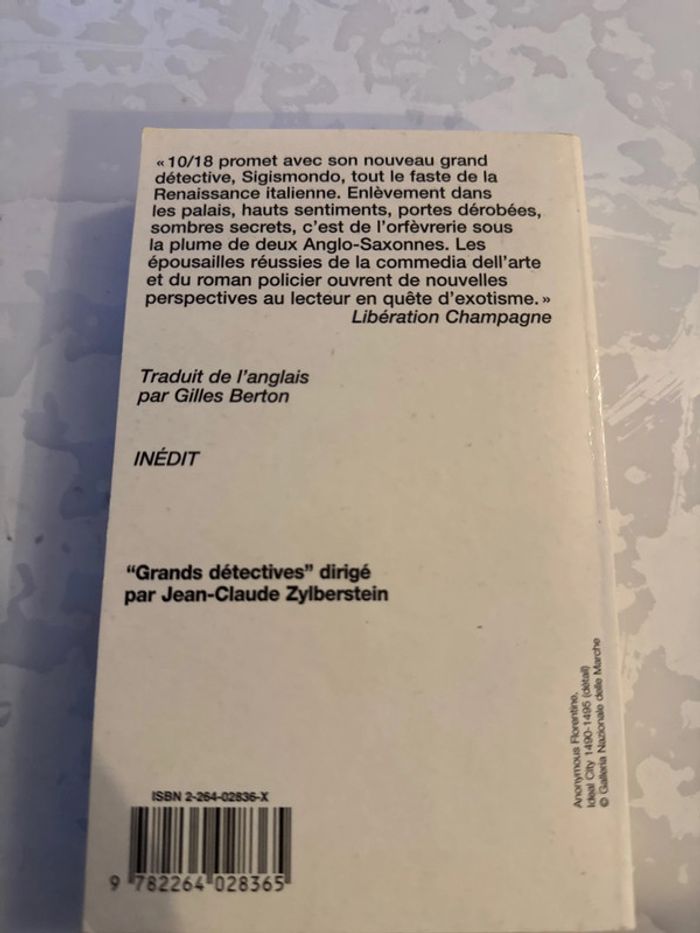 « 10/18 promet avec son nouveau grand
détective, Sigismondo, tout le faste de la
Renaissance italienne. Enlèvement dans
les palais, hauts sentiments, portes dérobées,
sombres secrets, c'est de l'orfèvrerie sous
la plume de deux Anglo-Saxonnes. Les
épousailles réussies de la commedia dell'arte
et du roman policier ouvrent de nouvelles
perspectives au lecteur en quête d'exotisme. »
Libération Champagne
Traduit de l'anglais
par Gilles Berton
INÉDIT
“Grands détectives” dirigé
par Jean-Claude Zylberstein
Anonymous Florentine,
Ideal City 1490-1495 (détail)
© Galleria Nazionale delle Marche
ISBN 2-264-02836-X
9 782264 028365